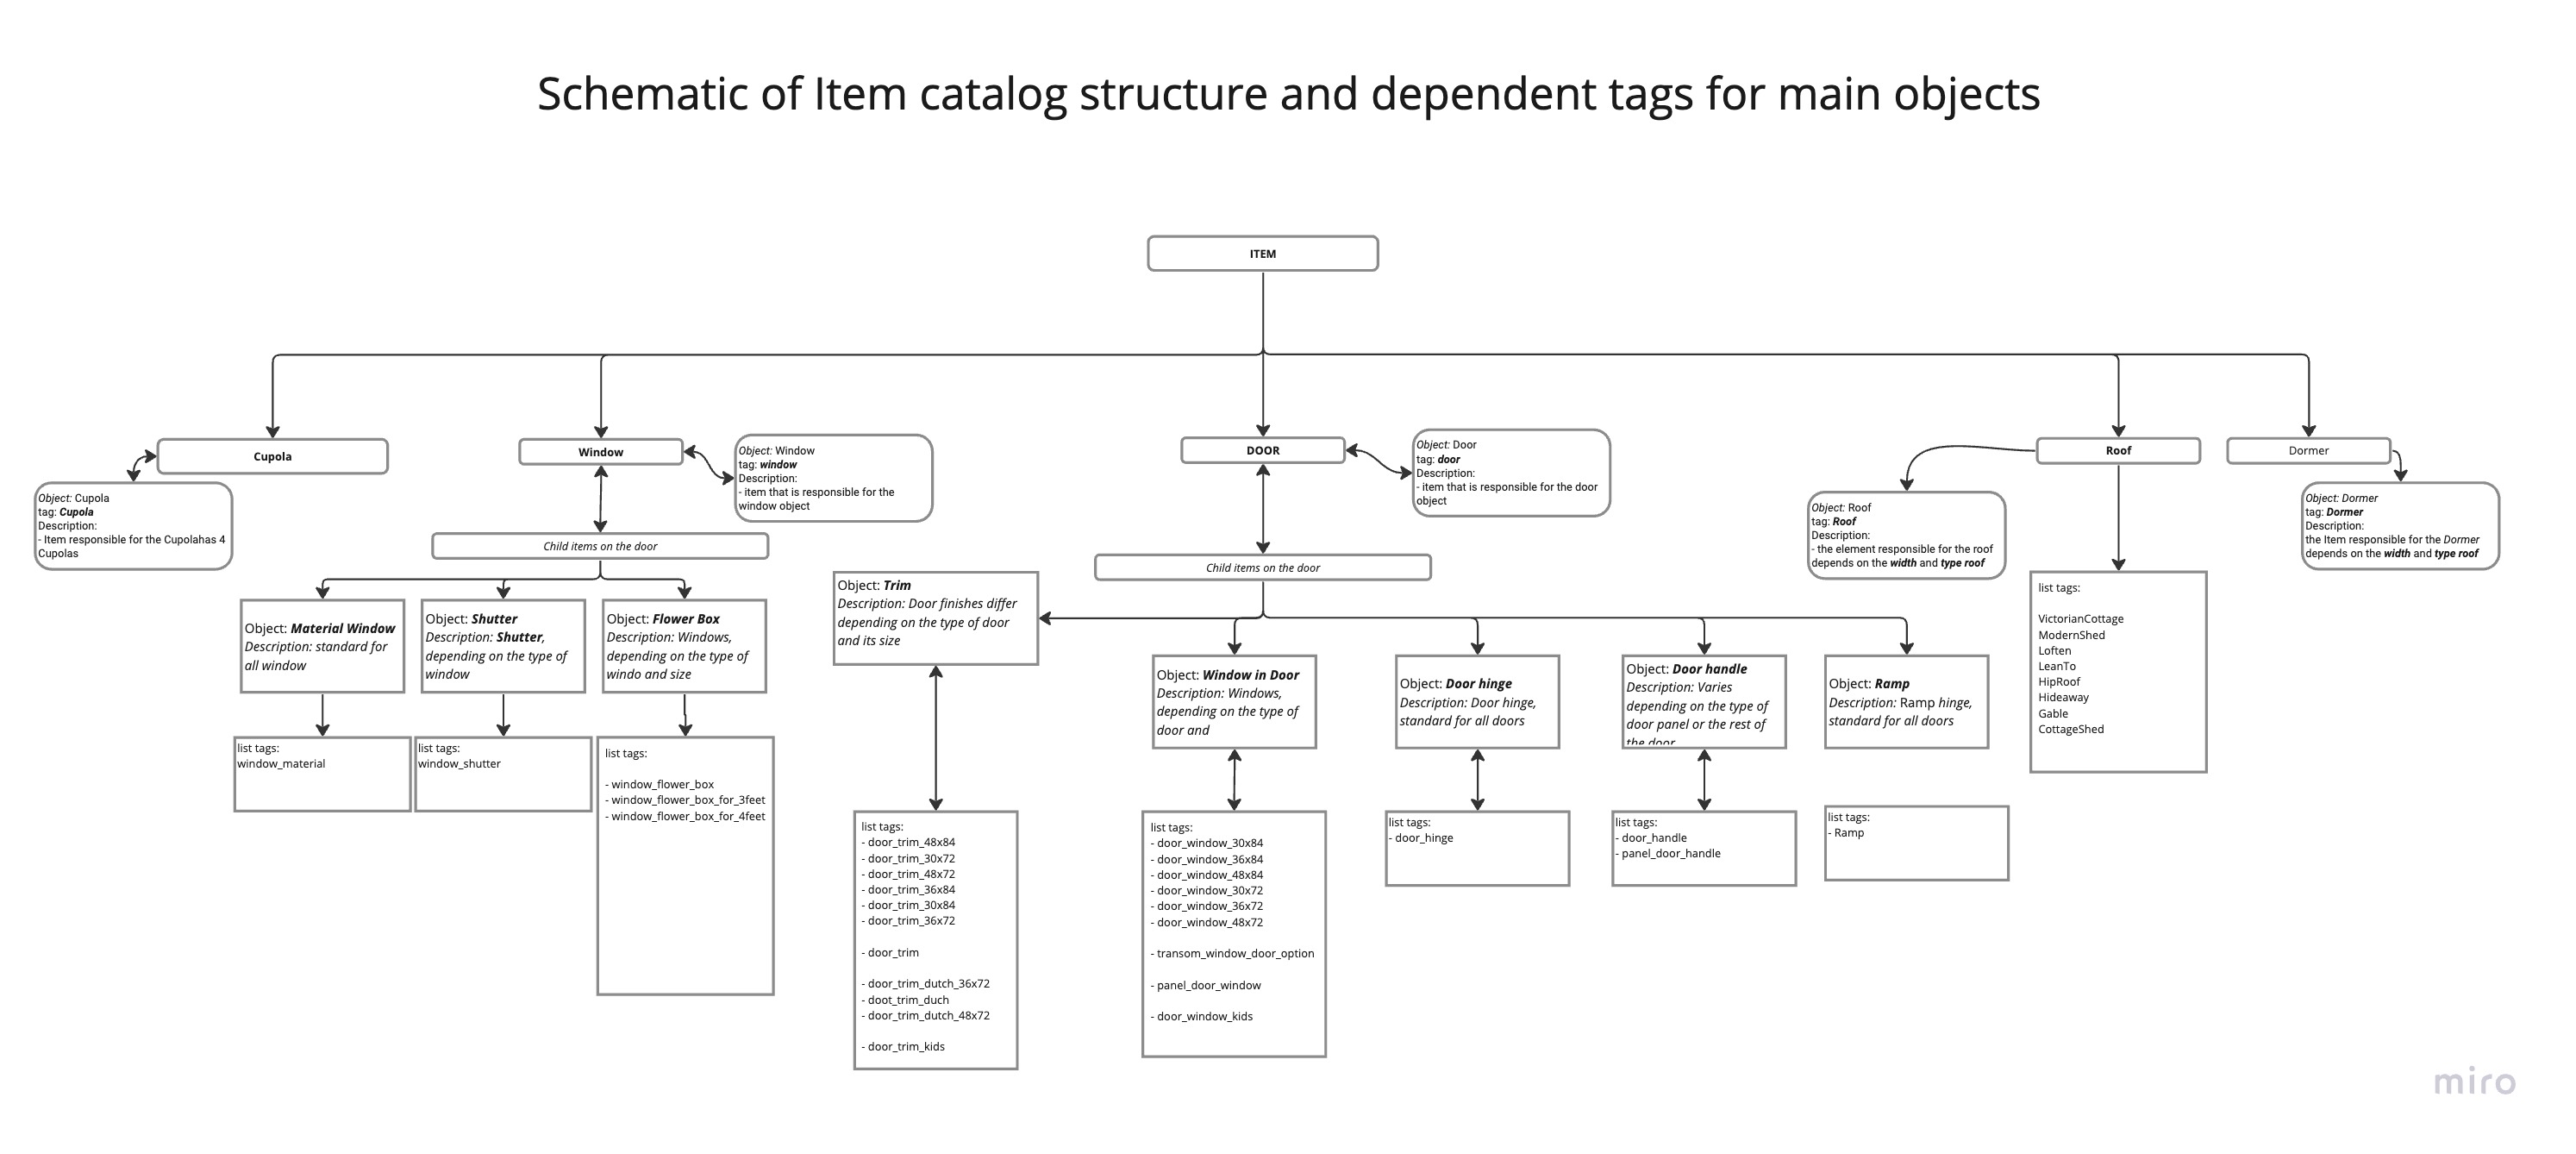 Schematic of Item catalog structure and dependent tags for main objects
ITEM
Cupola
Object: Cupola
tag: Cupola
Description:
- Item responsible for the Cupolahas 4
Cupolas
Window
Object: Window
tag: window
Description:
- item that is responsible for the
window object
Child items on the door
Object: Material Window
Description: standard for
all window
list tags:
window_material
Object: Shutter
Description: Shutter,
depending on the type of
window
list tags:
window_shutter
Object: Flower Box
Description: Windows,
depending on the type of
windo and size
list tags:
- window_flower_box
- window_flower_box_for_3feet
- window_flower_box_for_4feet
DOOR
Object: Door
tag: door
Description:
- item that is responsible for the door
object
Child items on the door
Object: Trim
Description: Door finishes differ
depending on the type of door
and its size
list tags:
- door_trim_48x84
- door_trim_30x72
- door_trim_48x72
- door_trim_36x84
- door_trim_30x84
- door_trim_36x72
- door_trim
- door_trim_dutch_36x72
- doot_trim_duch
- door_trim_dutch_48x72
- door_trim_kids
Object: Window in Door
Description: Windows,
depending on the type of
door and
list tags:
- door_window_30x84
- door_window_36x84
- door_window_48x84
- door_window_30x72
- door_window_36x72
- door_window_48x72
- transom_window_door_option
- panel_door_window
- door_window_kids
Object: Door hinge
Description: Door hinge,
standard for all doors
list tags:
- door_hinge
Object: Door handle
Description: Varies
depending on the type of
door panel or the rest of
the door
list tags:
- door_handle
- panel_door_handle
Object: Ramp
Description: Ramp hinge,
standard for all doors
list tags:
- Ramp
Roof
Object: Roof
tag: Roof
Description:
- the element responsible for the roof
depends on the width and type roof
list tags:
VictorianCottage
ModernShed
Loften
LeanTo
HipRoof
Hideaway
Gable
CottageShed
Dormer
Object: Dormer
tag: Dormer
Description:
the Item responsible for the Dormer
depends on the width and type roof
miro